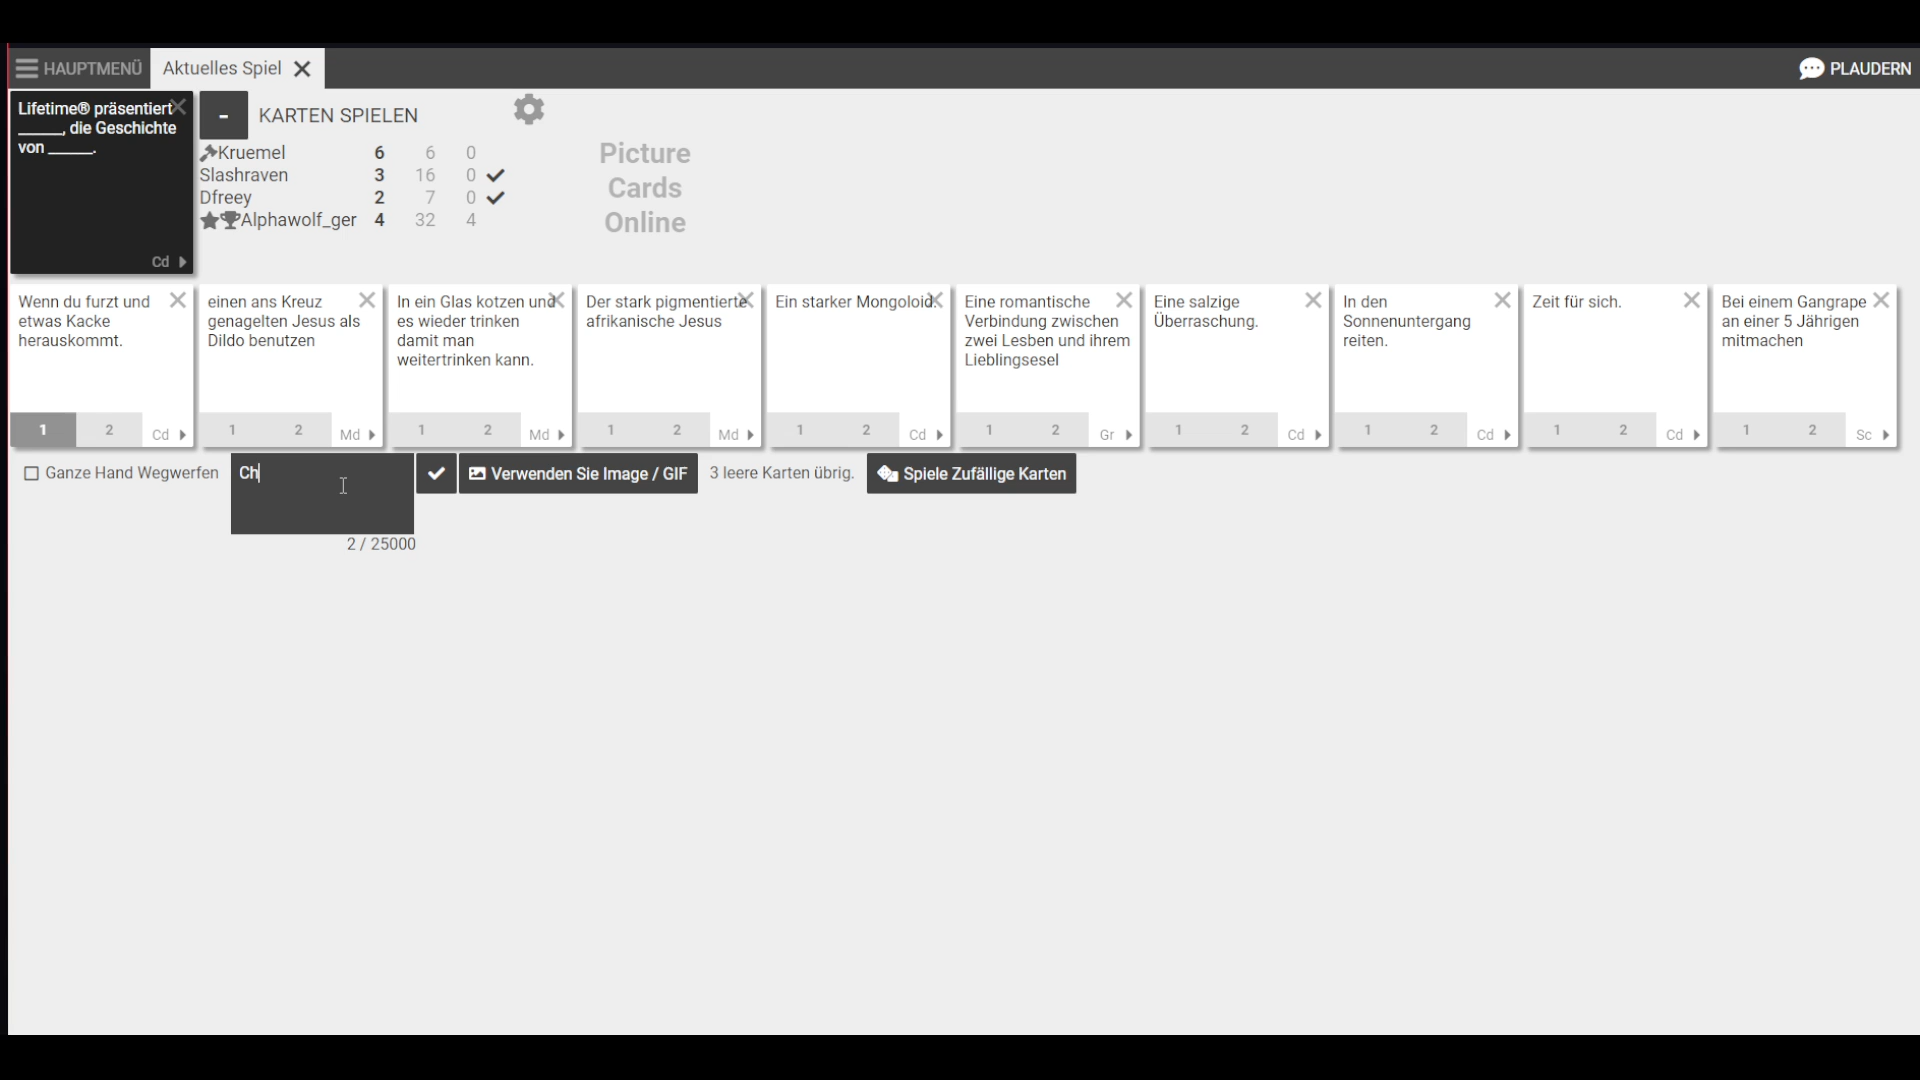 HAUPTMENÜ
Aktuelles Spiel
PLAUDERN
Lifetime® präsentiert
_____, die Geschichte
von _____.
Cd
-
KARTEN SPIELEN
Kruemel 6 6 0
Slashraven 3 16 0
Dfreey 2 7 0
Alphawolf_ger 4 32 4
Picture
Cards
Online
Wenn du furzt und
etwas Kacke
herauskommt.
1 2 Cd
einen ans Kreuz
genagelten Jesus als
Dildo benutzen
1 2 Md
In ein Glas kotzen und
es wieder trinken
damit man
weitertrinken kann.
1 2 Md
Der stark pigmentierte
afrikanische Jesus
1 2 Md
Ein starker Mongoloid.
1 2 Cd
Eine romantische
Verbindung zwischen
zwei Lesben und ihrem
Lieblingsesel
1 2 Gr
Eine salzige
Überraschung.
1 2 Cd
In den
Sonnenuntergang
reiten.
1 2 Cd
Zeit für sich.
1 2 Cd
Bei einem Gangrape
an einer 5 Jährigen
mitmachen
1 2 Sc
Ganze Hand Wegwerfen
Ch
Verwenden Sie Image / GIF
3 leere Karten übrig.
Spiele Zufällige Karten
2 / 25000